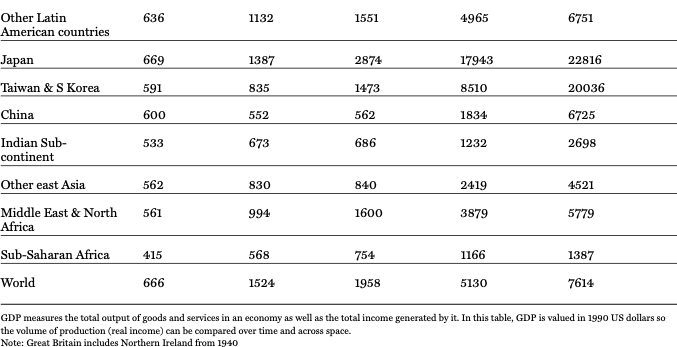 Other Latin 636 1132 1551 4965 6751
American countries
Japan 669 1387 2874 17943 22816
Taiwan & S Korea 591 835 1473 8510 20036
China 600 552 562 1834 6725
Indian Sub- 533 673 686 1232 2698
continent
Other east Asia 562 830 840 2419 4521
Middle East & North 561 994 1600 3879 5779
Africa
Sub-Saharan Africa 415 568 754 1166 1387
World 666 1524 1958 5130 7614
GDP measures the total output of goods and services in an economy as well as the total income generated by it. In this table, GDP is valued in 1990 US dollars so
the volume of production (real income) can be compared over time and across space.
Note: Great Britain includes Northern Ireland from 1940